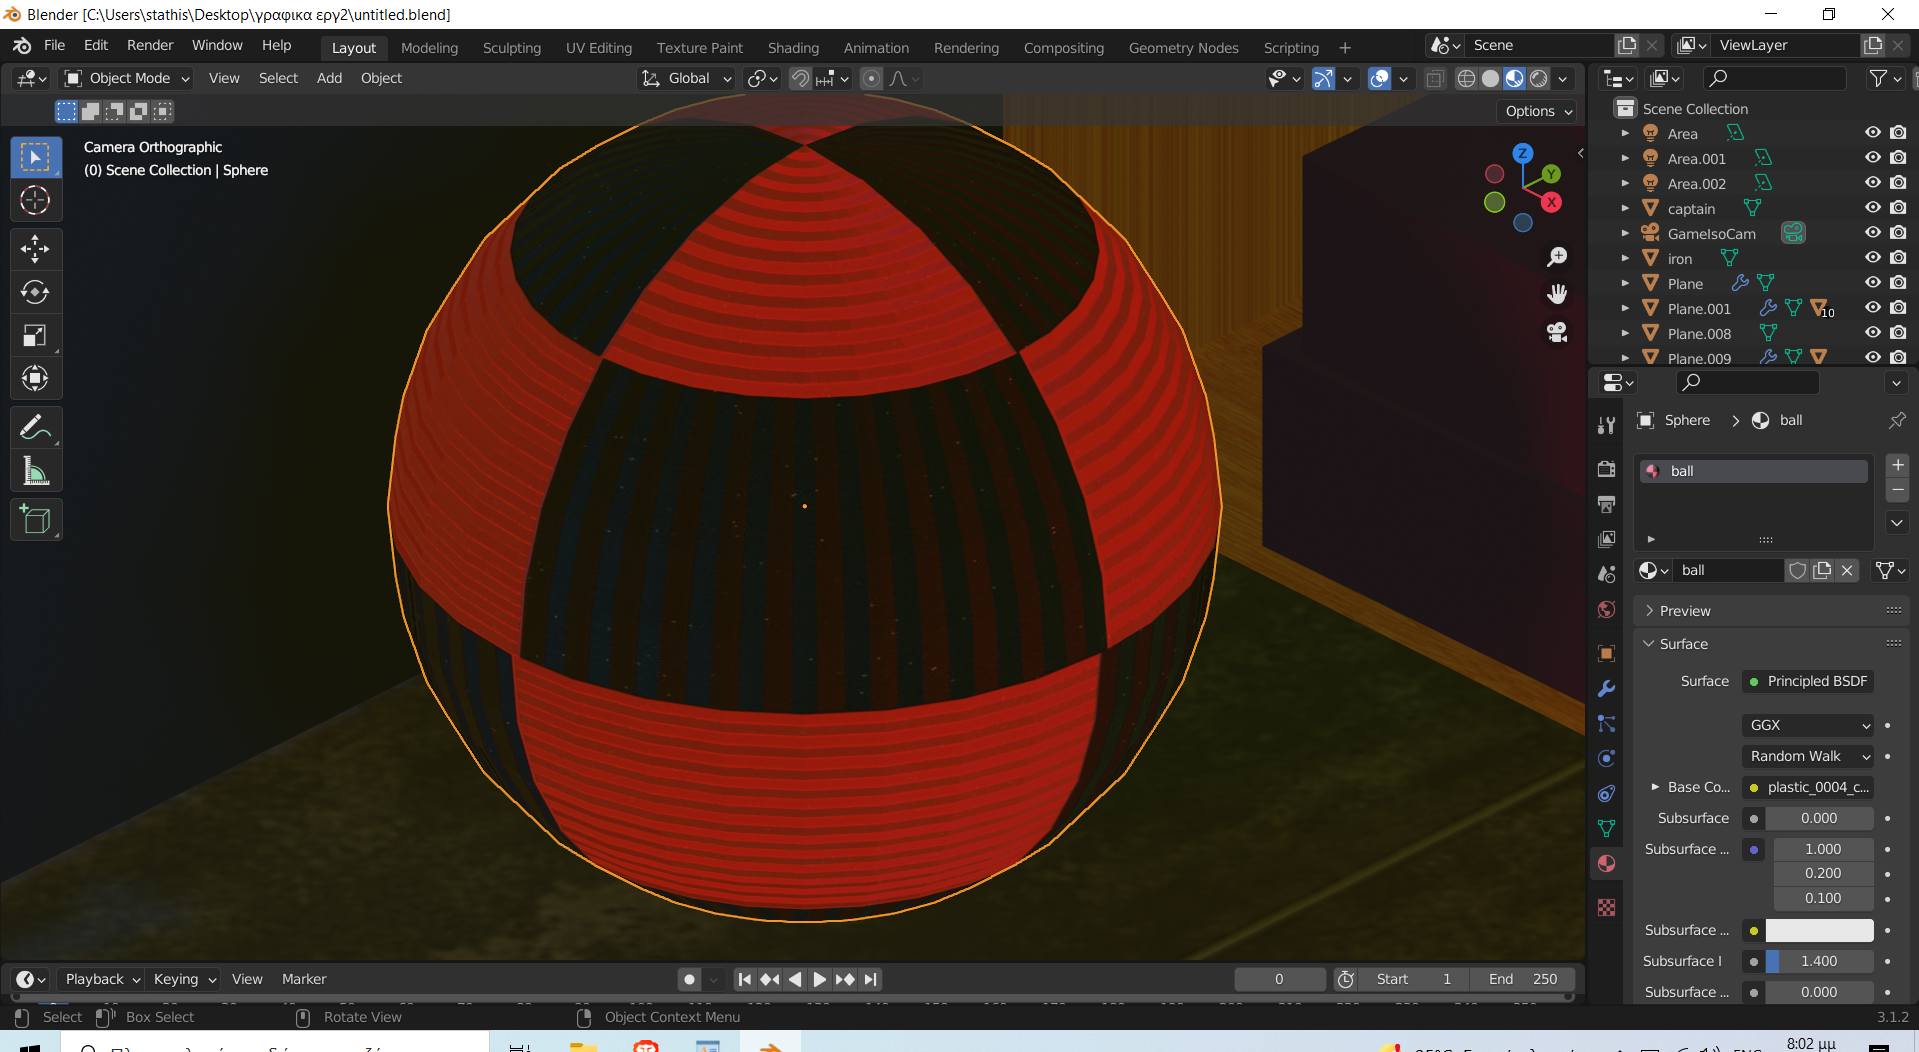 Blender [C:\Users\stathis\Desktop\γραφικα εργ2\untitled.blend]
File Edit Render Window Help Layout Modeling Sculpting UV Editing Texture Paint Shading Animation Rendering Compositing Geometry Nodes Scripting + Scene ViewLayer
Object Mode View Select Add Object Global
Options
Camera Orthographic
(0) Scene Collection | Sphere
Z
Y
X
Scene Collection
Area
Area.001
Area.002
captain
GameIsoCam
iron
Plane
Plane.001 10
Plane.008
Plane.009
Sphere > ball
ball
ball
Preview
Surface
Surface Principled BSDF
GGX
Random Walk
Base Co... plastic_0004_c...
Subsurface 0.000
Subsurface ... 1.000
0.200
0.100
Subsurface ...
Subsurface I 1.400
Subsurface ... 0.000
Playback Keying View Marker 0 Start 1 End 250
Select Box Select Rotate View Object Context Menu 3.1.2
8:02 μμ